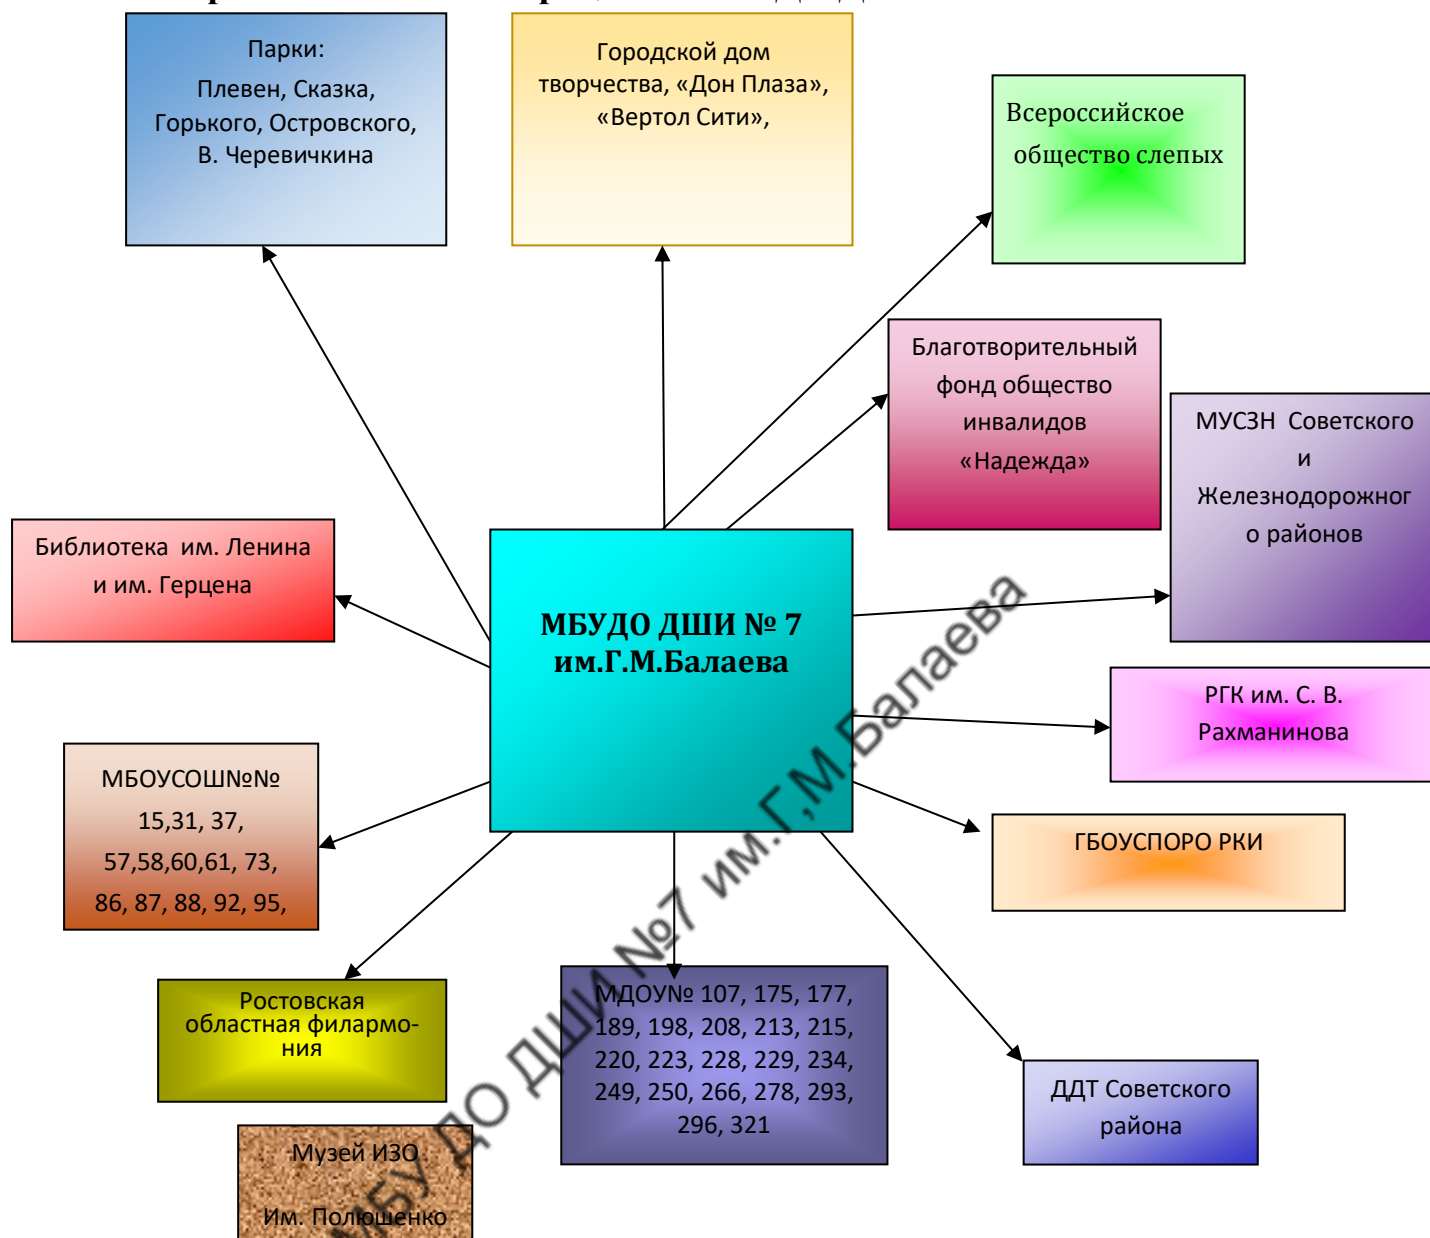 Парки:
Плевен, Сказка,
Горького, Островского,
В. Черевичкина
Городской дом
творчества, «Дон Плаза»,
«Вертол Сити»,
Всероссийское
общество слепых
Благотворительный
фонд общество
инвалидов
«Надежда»
МУСЗН Советского
и
Железнодорожног
о районов
Библиотека им. Ленина
и им. Герцена
МБУДО ДШИ № 7
им.Г.М.Балаева
РГК им. С. В.
Рахманинова
МБОУСОШ№№
15,31, 37,
57,58,60,61, 73,
86, 87, 88, 92, 95,
ГБОУСПОРО РКИ
Ростовская
областная филармо-
ния
МДОУ№ 107, 175, 177,
189, 198, 208, 213, 215,
220, 223, 228, 229, 234,
249, 250, 266, 278, 293,
296, 321
ДДТ Советского
района
Музей ИЗО
Им. Полюшенко
МБУ ДО ДШИ №7 им.Г,М.Балаева